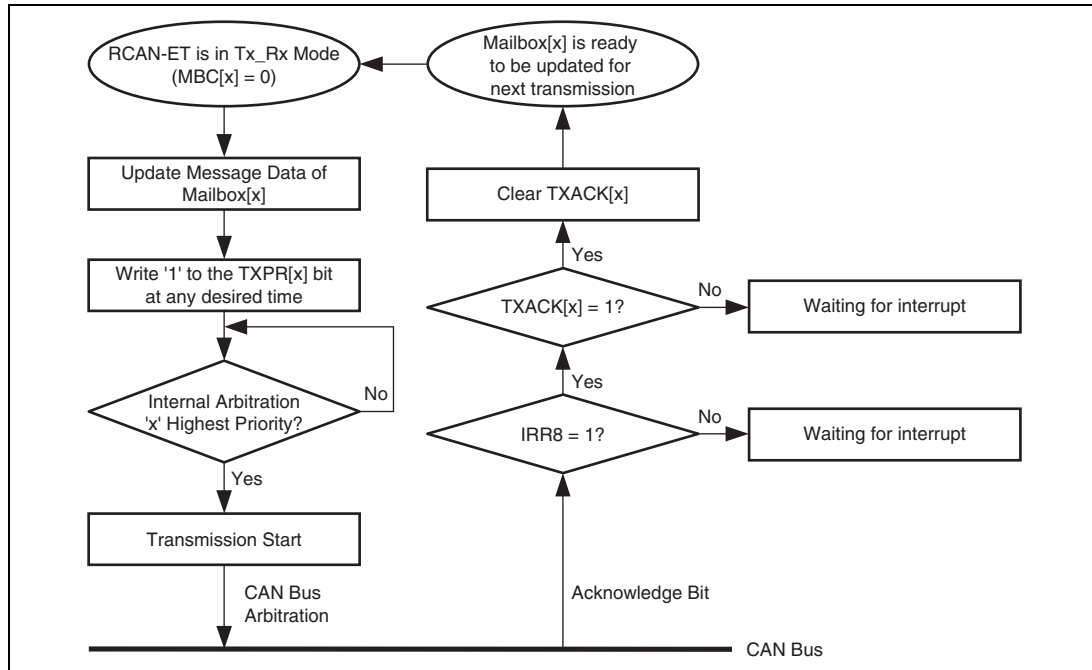 RCAN-ET is in Tx_Rx Mode
(MBC[x] = 0)
Mailbox[x] is ready
to be updated for
next transmission
Update Message Data of
Mailbox[x]
Clear TXACK[x]
Yes
Write '1' to the TXPR[x] bit
at any desired time
TXACK[x] = 1?
No
Waiting for interrupt
Yes
Internal Arbitration
'x' Highest Priority?
No
IRR8 = 1?
No
Waiting for interrupt
Yes
Transmission Start
CAN Bus
Arbitration
Acknowledge Bit
CAN Bus